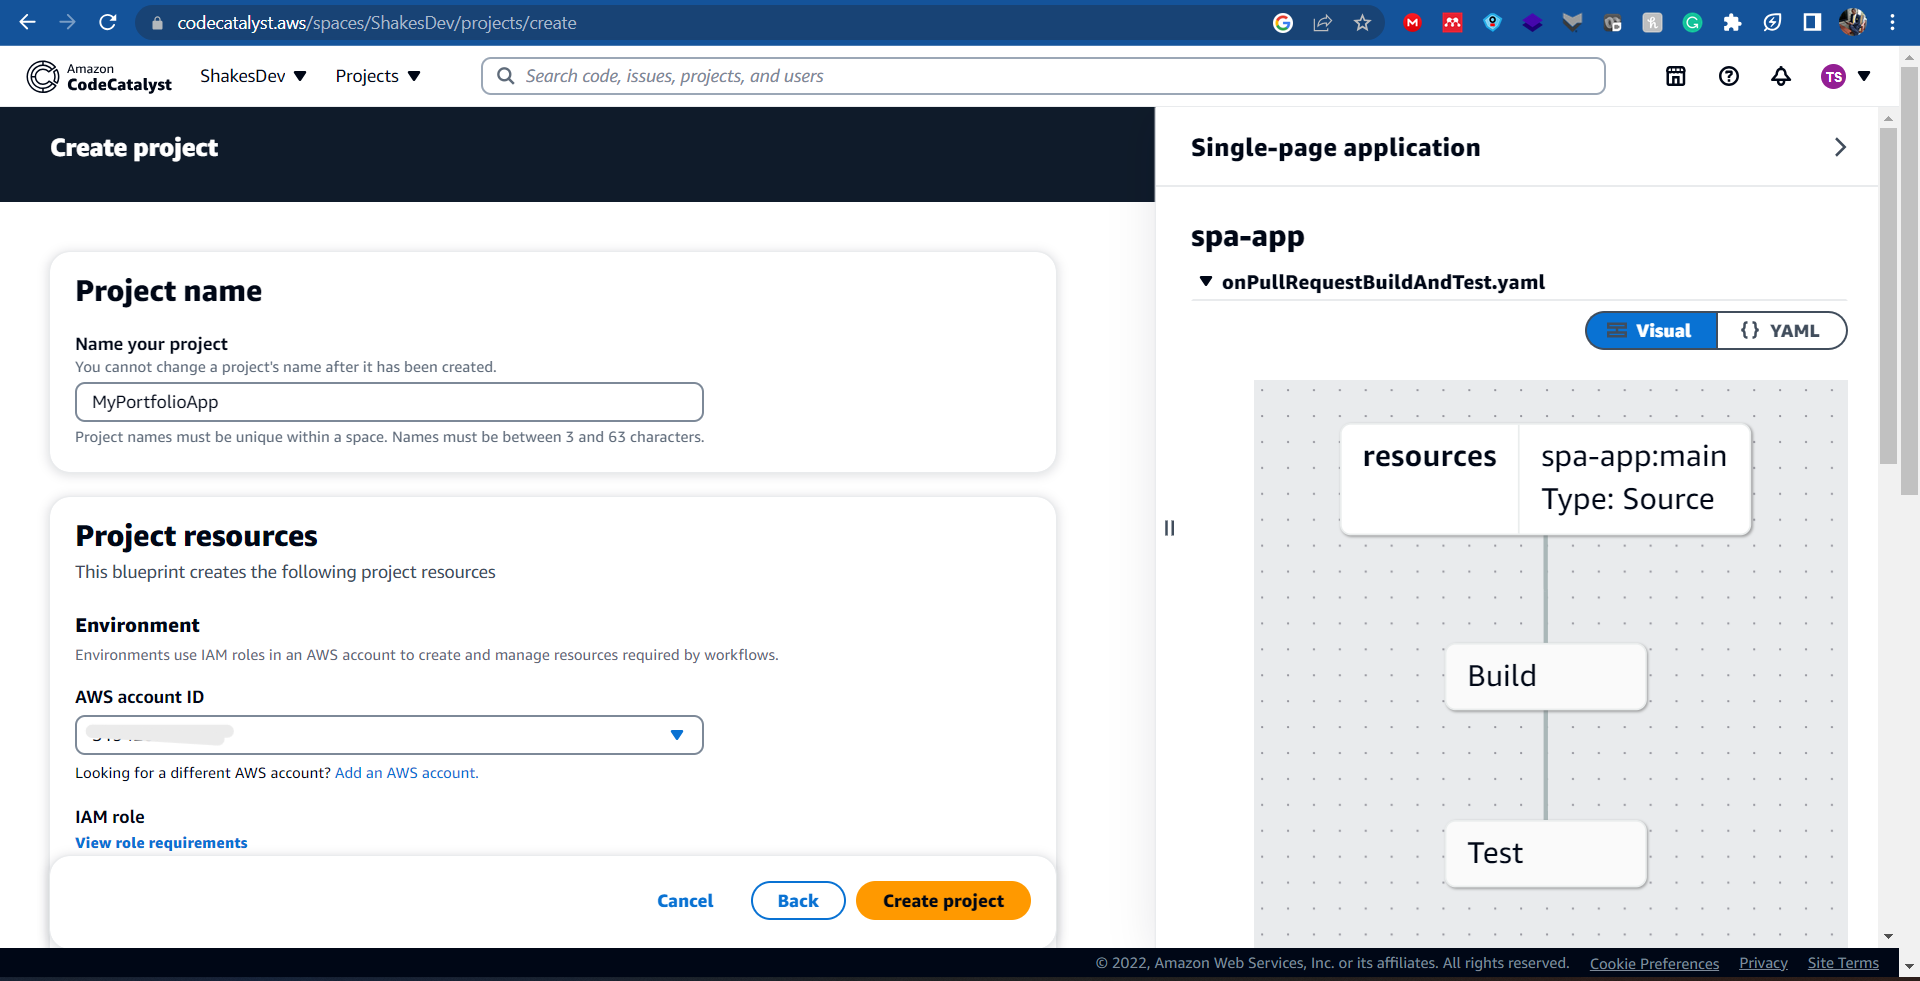 codecatalyst.aws/spaces/ShakesDev/projects/create
Amazon
CodeCatalyst
ShakesDev
Projects
Search code, issues, projects, and users
TS
Create project
Project name
Name your project
You cannot change a project's name after it has been created.
MyPortfolioApp
Project names must be unique within a space. Names must be between 3 and 63 characters.
Project resources
This blueprint creates the following project resources
Environment
Environments use IAM roles in an AWS account to create and manage resources required by workflows.
AWS account ID
Looking for a different AWS account? Add an AWS account.
IAM role
View role requirements
Cancel
Back
Create project
Single-page application
spa-app
onPullRequestBuildAndTest.yaml
Visual
{} YAML
resources
spa-app:main
Type: Source
Build
Test
© 2022, Amazon Web Services, Inc. or its affiliates. All rights reserved.
Cookie Preferences
Privacy
Site Terms